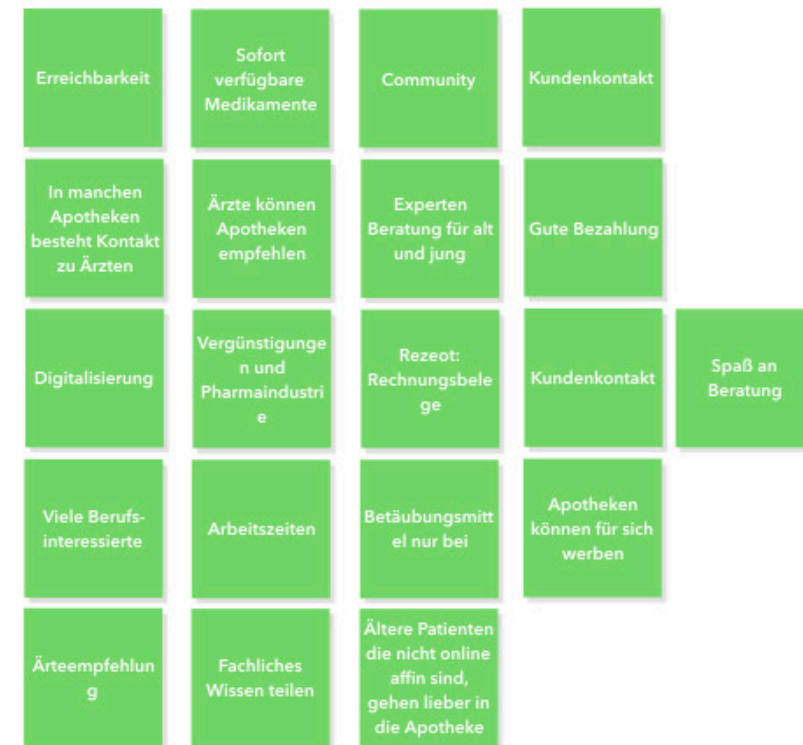 Erreichbarkeit
Sofort
verfügbare
Medikamente
Community
Kundenkontakt
In manchen
Apotheken
besteht Kontakt
zu Ärzten
Ärzte können
Apotheken
empfehlen
Experten
Beratung für alt
und jung
Gute Bezahlung
Digitalisierung
Vergünstigunge
n und
Pharmaindustri
e
Rezeot:
Rechnungsbele
ge
Kundenkontakt
Spaß an
Beratung
Viele Berufs-
interessierte
Arbeitszeiten
Betäubungsmitt
el nur bei
Apotheken
können für sich
werben
Ärteempfehlun
g
Fachliches
Wissen teilen
Ältere Patienten
die nicht online
affin sind,
gehen lieber in
die Apotheke